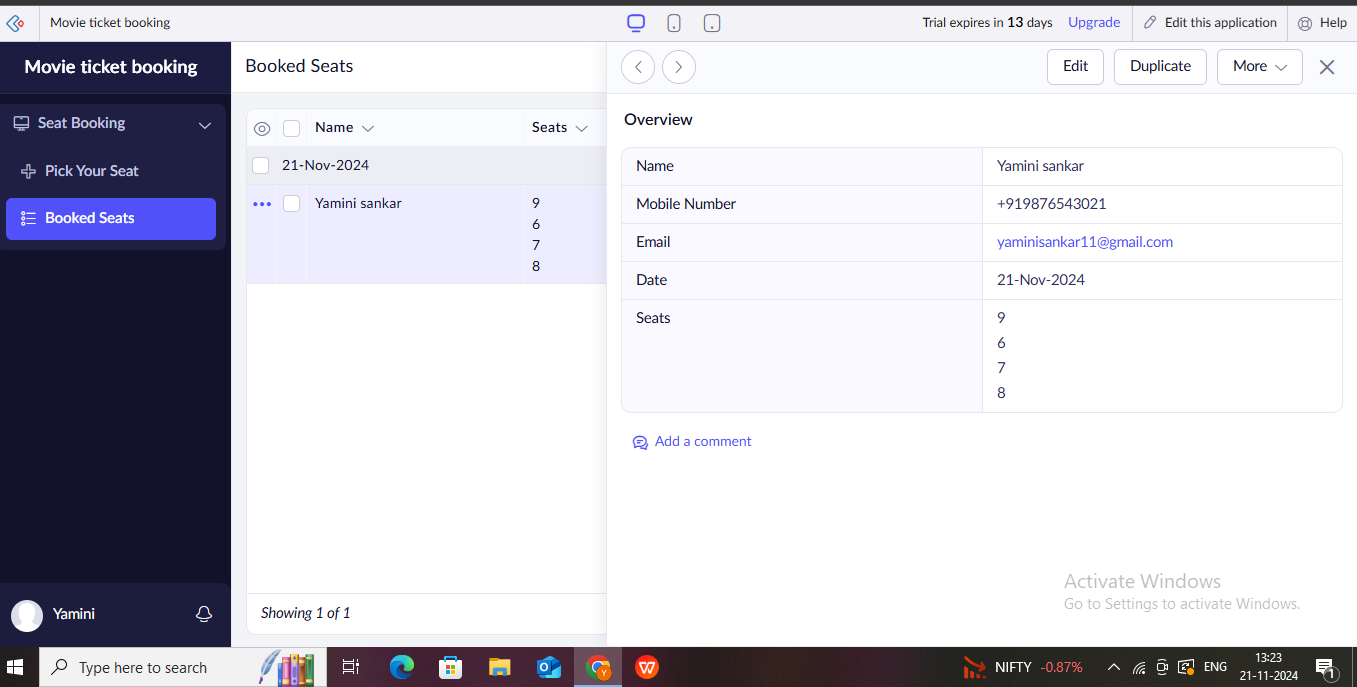 Movie ticket booking
Trial expires in 13 days Upgrade Edit this application Help
Movie ticket booking
Seat Booking
Pick Your Seat
Booked Seats
Yamini
Booked Seats
Name Seats
21-Nov-2024
Yamini sankar 9
6
7
8
Showing 1 of 1
Edit Duplicate More
Overview
Name Yamini sankar
Mobile Number +919876543021
Email yaminisankar11@gmail.com
Date 21-Nov-2024
Seats 9
6
7
8
Add a comment
Activate Windows
Go to Settings to activate Windows.
Type here to search
NIFTY -0.87% ENG
13:23
21-11-2024
1